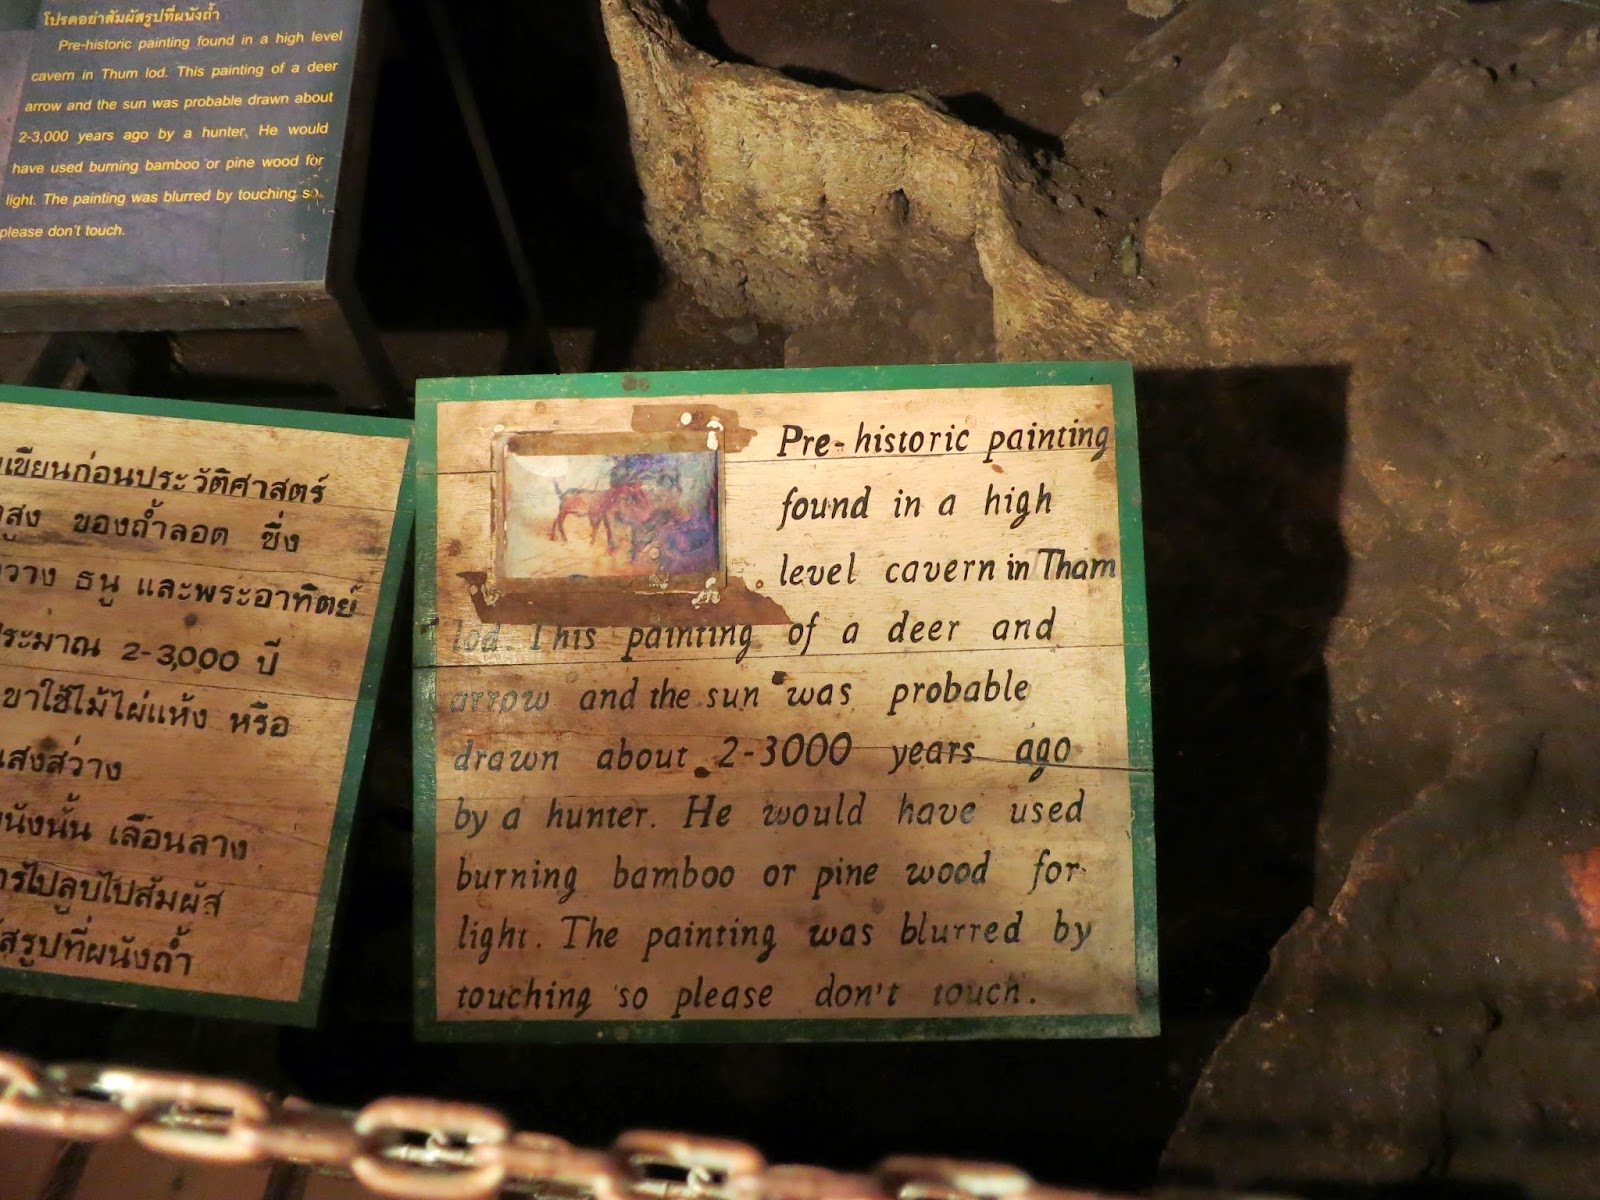 โปรดอย่าสัมผัสรูปที่ผนังถ้ำ
Pre-historic painting found in a high level
cavern in Thum lod. This painting of a deer
arrow and the sun was probable drawn about
2-3,000 years ago by a hunter, He would
have used burning bamboo or pine wood for
light. The painting was blurred by touching so
please don't touch.
เขียนก่อนประวัติศาสตร์
สูง ของถ้ำลอด ซึ่ง
กวาง ธนู และพระอาทิตย์
ประมาณ 2-3,000 ปี
เขาใช้ไม้ไผ่แห้ง หรือ
แสงสว่าง
ผนังนั้น เลือนลาง
การไปลูบไปสัมผัส
รูปที่ผนังถ้ำ
Pre-historic painting
found in a high
level cavern in Tham
lod. This painting of a deer and
arrow and the sun was probable
drawn about 2-3000 years ago
by a hunter. He would have used
burning bamboo or pine wood for
light. The painting was blurred by
touching so please don't touch.